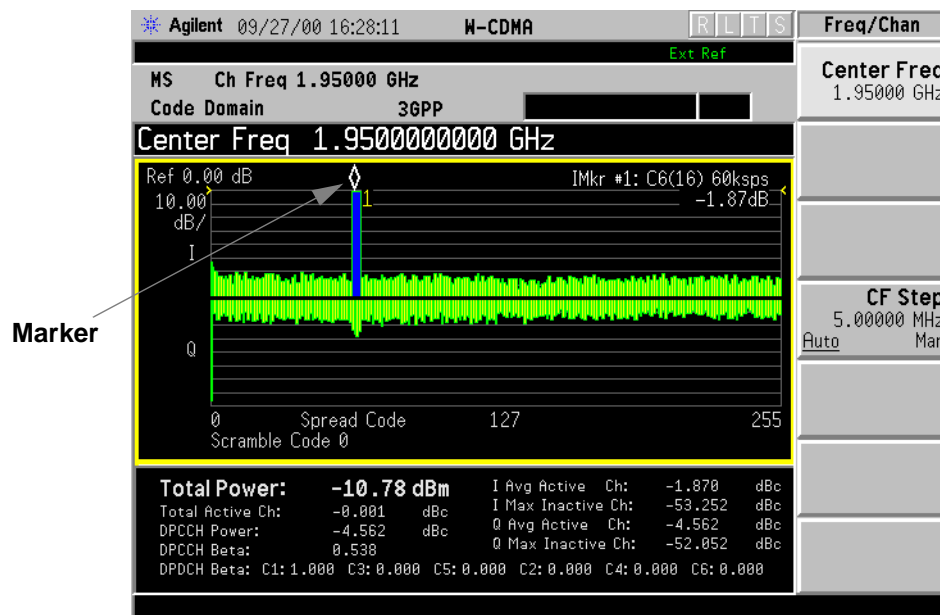 Agilent 09/27/00 16:28:11 W-CDMA R L T S Freq/Chan
Ext Ref
MS Ch Freq 1.95000 GHz
Code Domain 3GPP
Center Freq
1.95000 GHz
Center Freq 1.9500000000 GHz
Ref 0.00 dB IMkr #1: C6(16) 60ksps
10.00 1 -1.87dB
dB/
I
CF Step
5.00000 MHz
Auto Man
Marker
Q
0 Spread Code 127 255
Scramble Code 0
Total Power: -10.78 dBm
Total Active Ch: -0.001 dBc
DPCCH Power: -4.562 dBc
DPCCH Beta: 0.538
I Avg Active Ch: -1.870 dBc
I Max Inactive Ch: -53.252 dBc
Q Avg Active Ch: -4.562 dBc
Q Max Inactive Ch: -52.052 dBc
DPDCH Beta: C1: 1.000 C3: 0.000 C5: 0.000 C2: 0.000 C4: 0.000 C6: 0.000